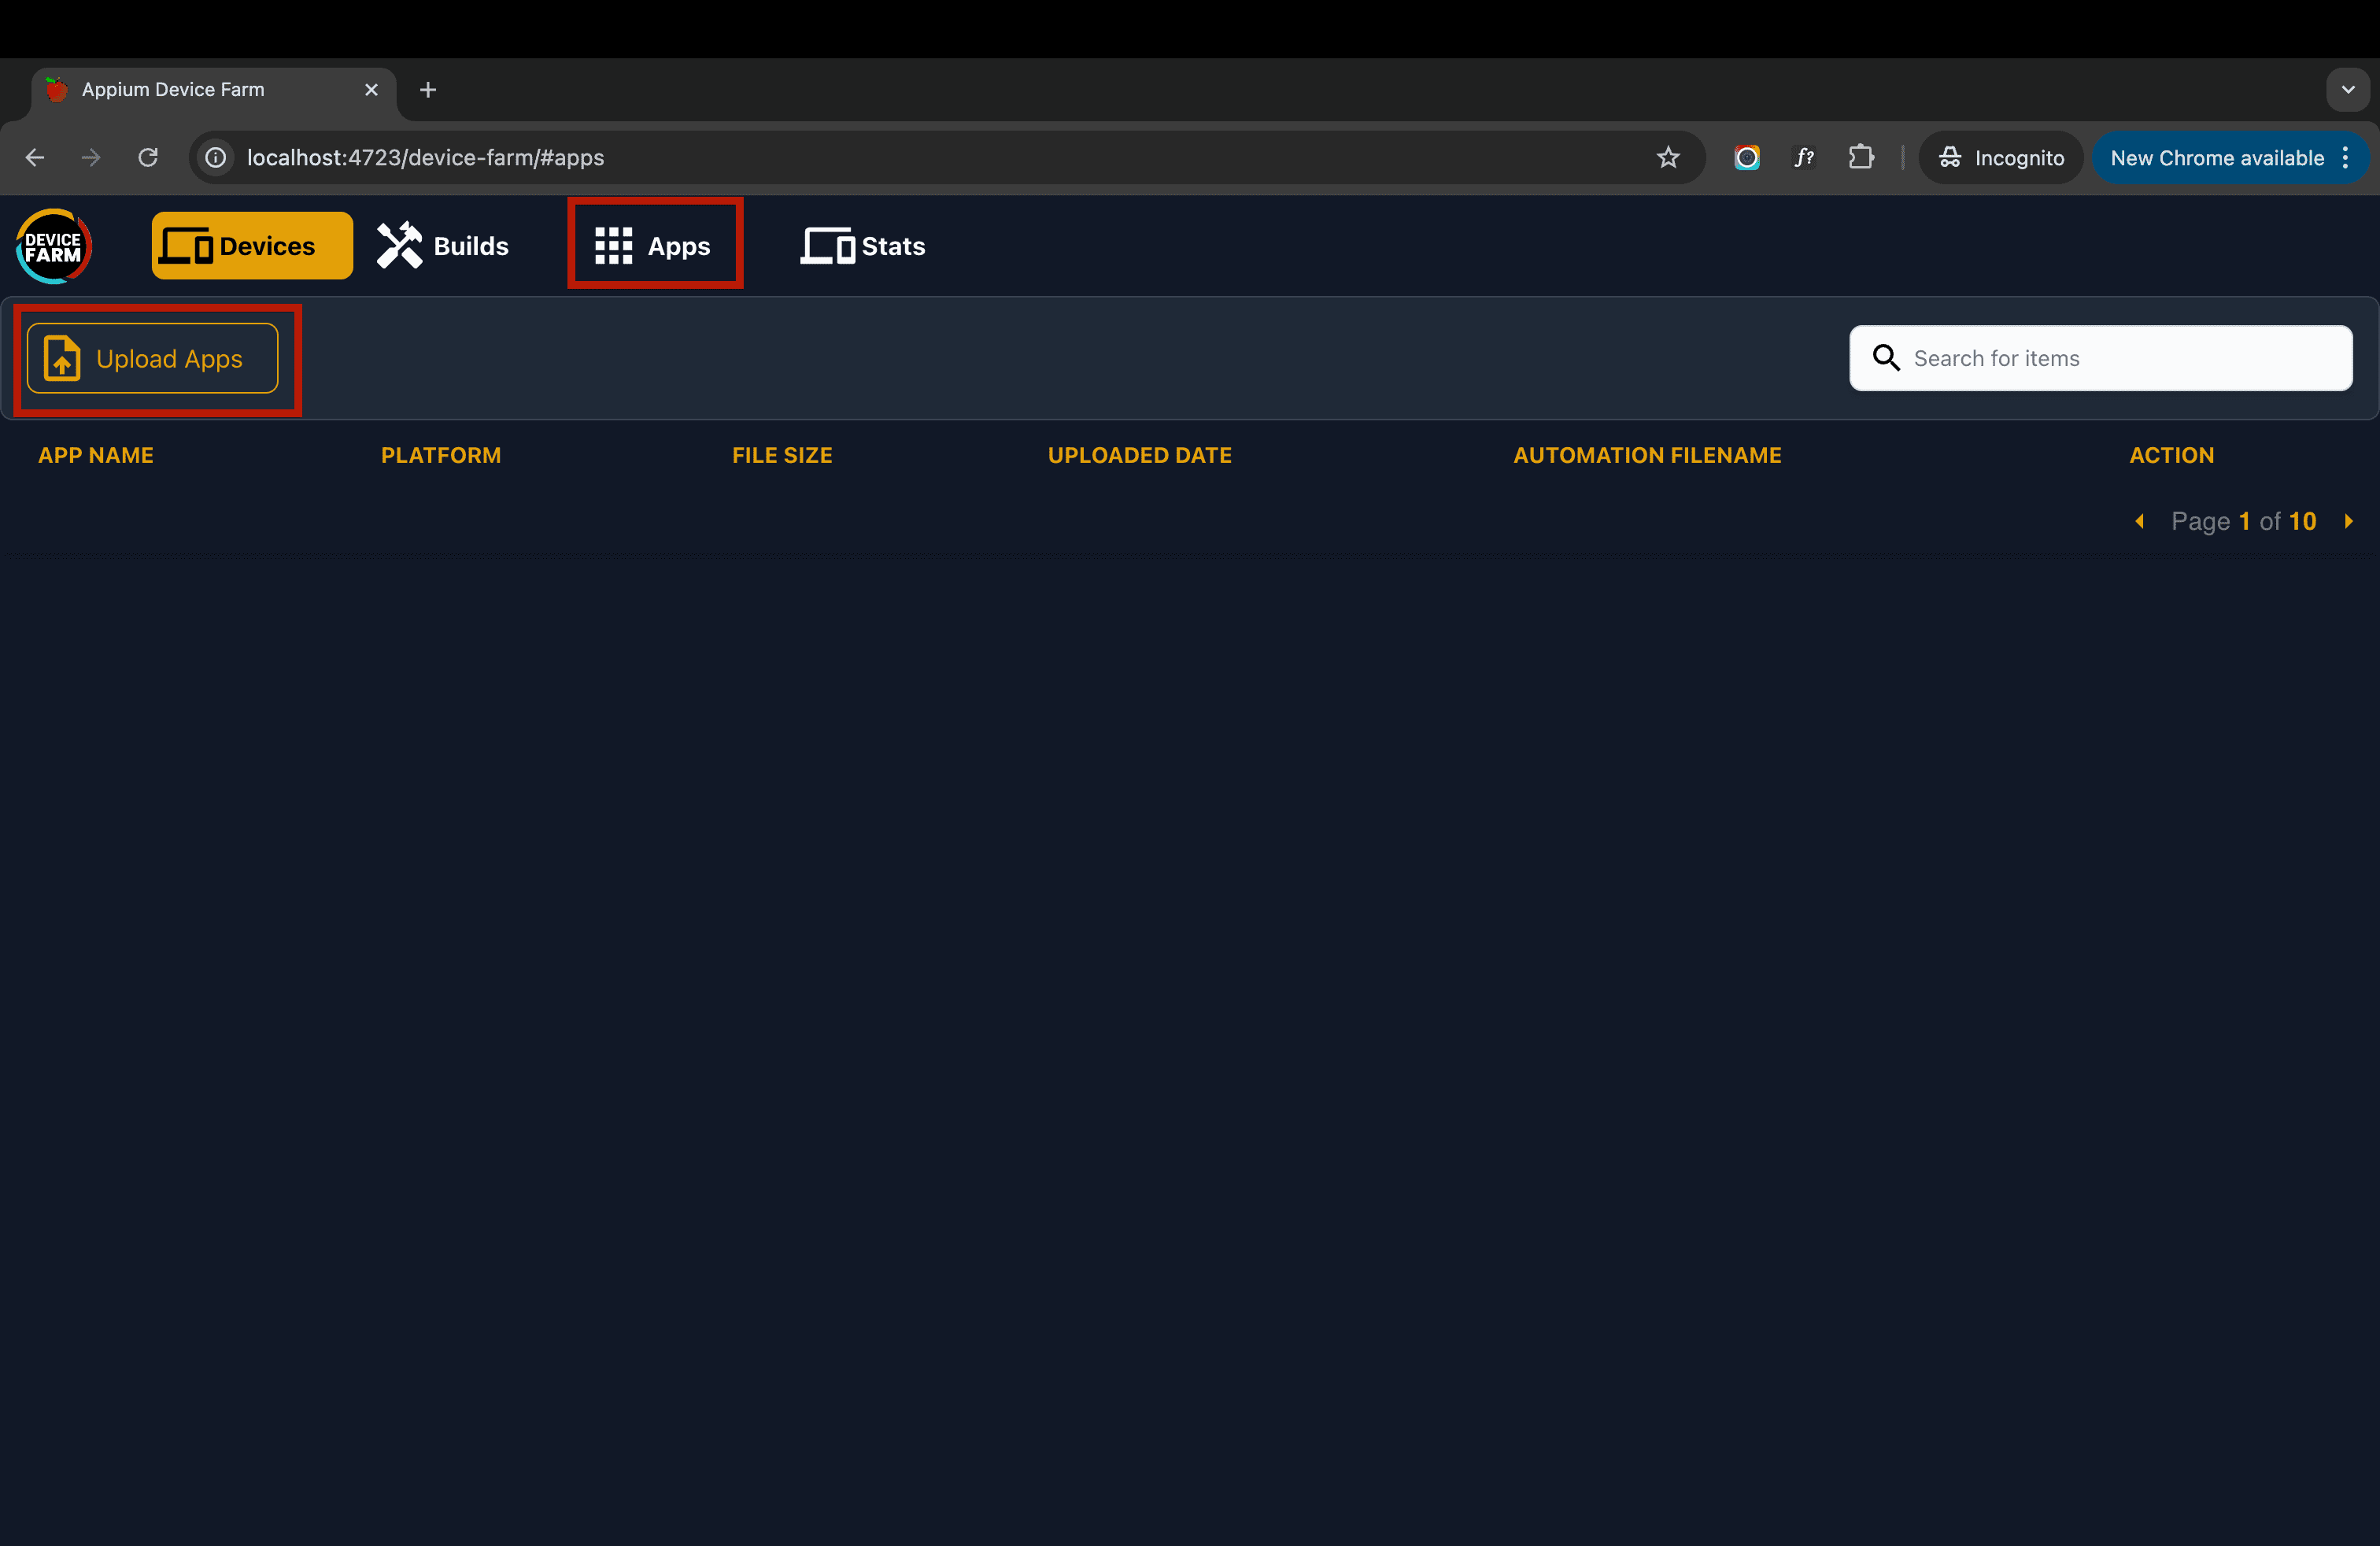 Appium Device Farm
localhost:4723/device-farm/#apps
f?
Incognito
New Chrome available
DEVICE
FARM
Devices
Builds
Apps
Stats
Upload Apps
Search for items
APP NAME PLATFORM FILE SIZE UPLOADED DATE AUTOMATION FILENAME ACTION
Page 1 of 10